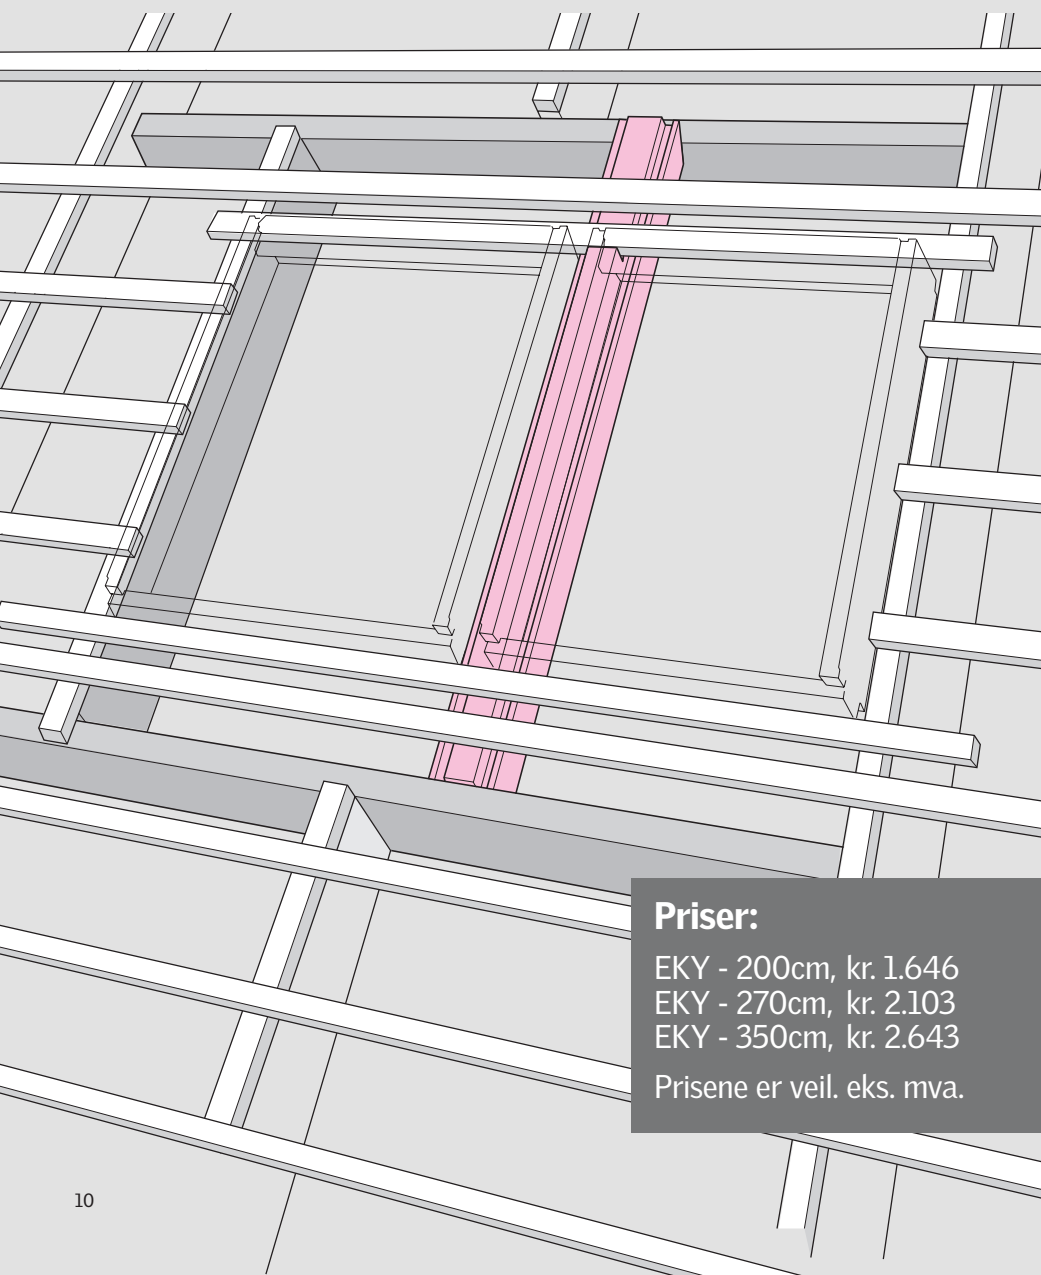 Priser:
EKY - 200cm, kr. 1.646
EKY - 270cm, kr. 2.103
EKY - 350cm, kr. 2.643
Prisene er veil. eks. mva.
10